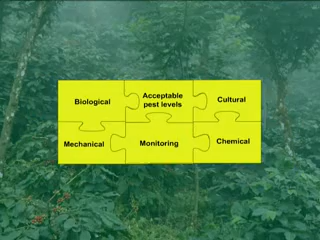 Biological
Acceptable
pest levels
Cultural
Mechanical
Monitoring
Chemical